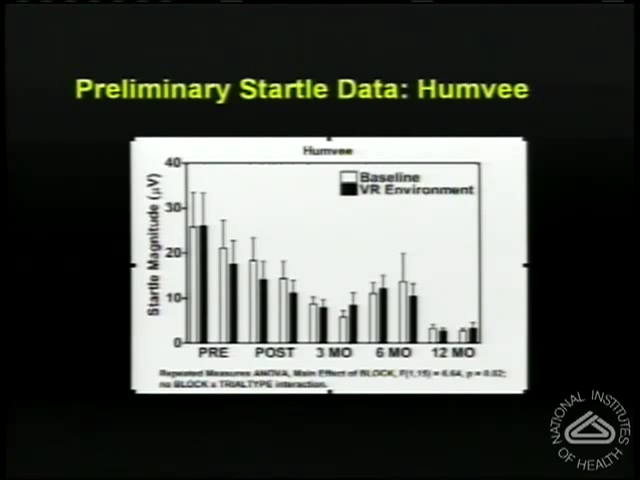 Preliminary Startle Data: Humvee
Humvee
40
30
20
10
0
Startle Magnitude (μV)
Baseline
VR Environment
PRE POST 3 MO 6 MO 12 MO
Repeated Measures ANOVA, Main Effect of BLOCK, F(1,15) = 6.64, p = 0.02;
no BLOCK x TRIALTYPE interaction.
NATIONAL INSTITUTES
OF HEALTH